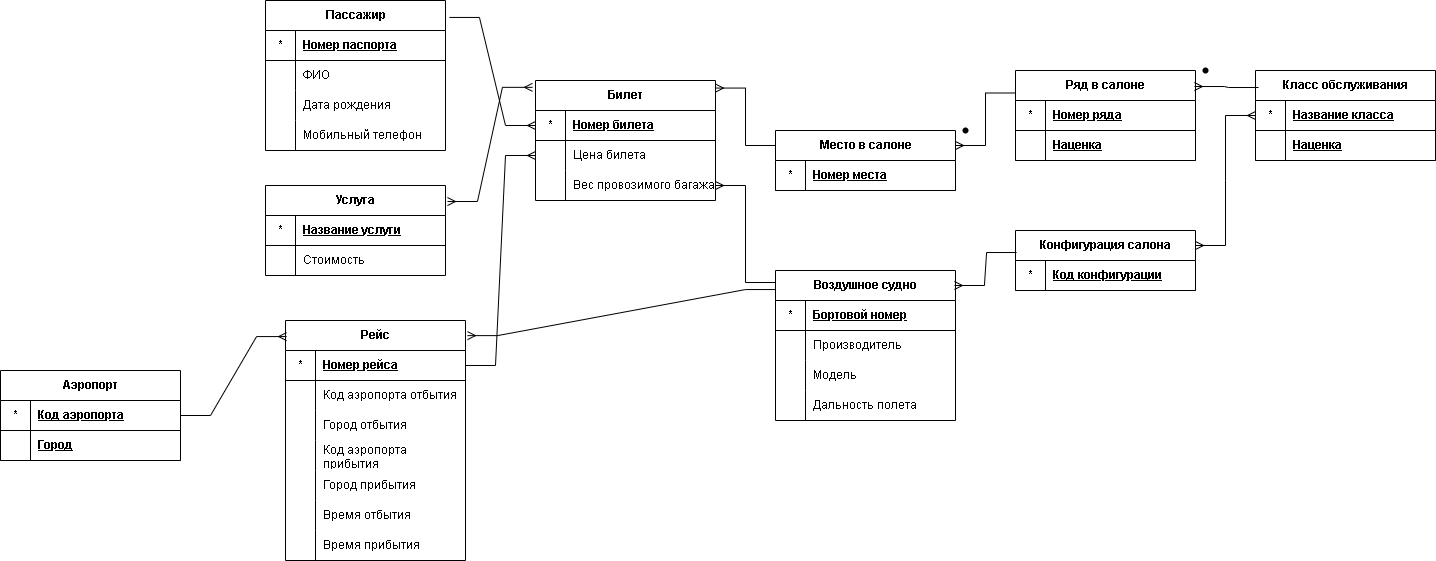 Пассажир
* Номер паспорта
ФИО
Дата рождения
Мобильный телефон
Услуга
* Название услуги
Стоимость
Билет
* Номер билета
Цена билета
Вес провозимого багажа
Место в салоне
* Номер места
Ряд в салоне
* Номер ряда
Наценка
Класс обслуживания
* Название класса
Наценка
Конфигурация салона
* Код конфигурации
Воздушное судно
* Бортовой номер
Производитель
Модель
Дальность полета
Рейс
* Номер рейса
Код аэропорта отбытия
Город отбытия
Код аэропорта
прибытия
Город прибытия
Время отбытия
Время прибытия
Аэропорт
* Код аэропорта
Город